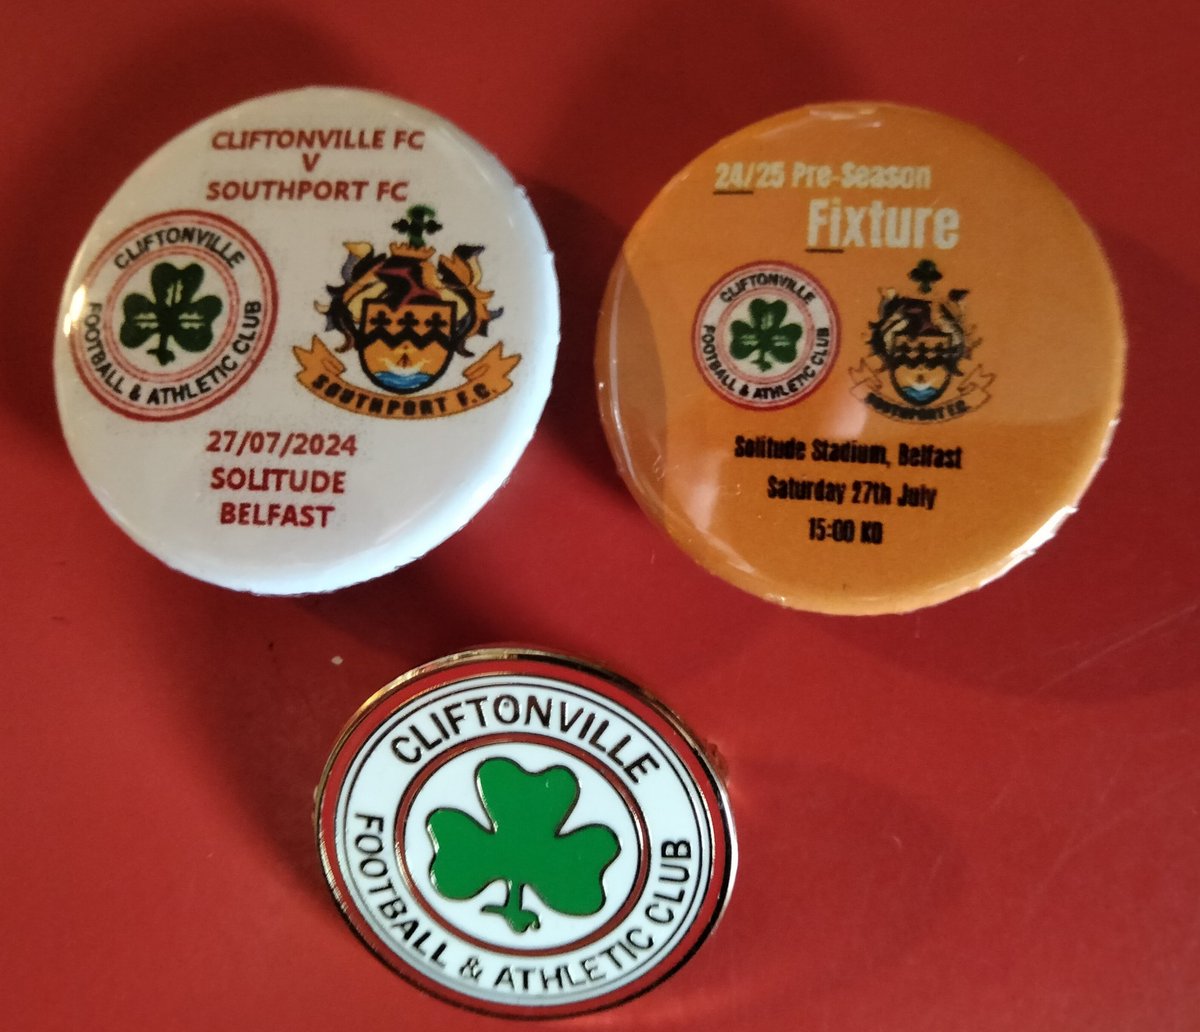 CLIFTONVILLE FC
V
SOUTHPORT FC
CLIFTONVILLE
FOOTBALL & ATHLETIC CLUB
SOUTHPORT F.C.
27/07/2024
SOLITUDE
BELFAST
24/25 Pre-Season
Fixture
CLIFTONVILLE
FOOTBALL & ATHLETIC CLUB
SOUTHPORT F.C.
Solitude Stadium, Belfast
Saturday 27th July
15:00 KO
CLIFTONVILLE
FOOTBALL & ATHLETIC CLUB